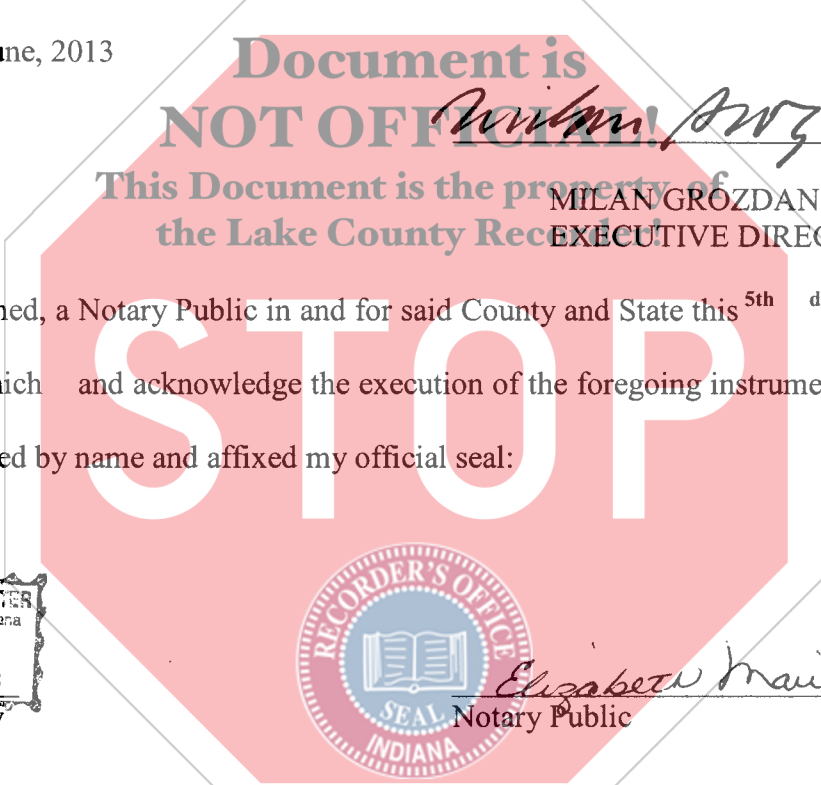 une, 2013
Document is
NOT OFFICIAL!
This Document is the property of
the Lake County Recorder!
MILAN GROZDAN
EXECUTIVE DIREC
ned, a Notary Public in and for said County and State this 5th d
ich and acknowledge the execution of the foregoing instrume
ed by name and affixed my official seal:
STOP
RECORDER'S OFFICE
SEAL
INDIANA
Elizabeth
Notary Public